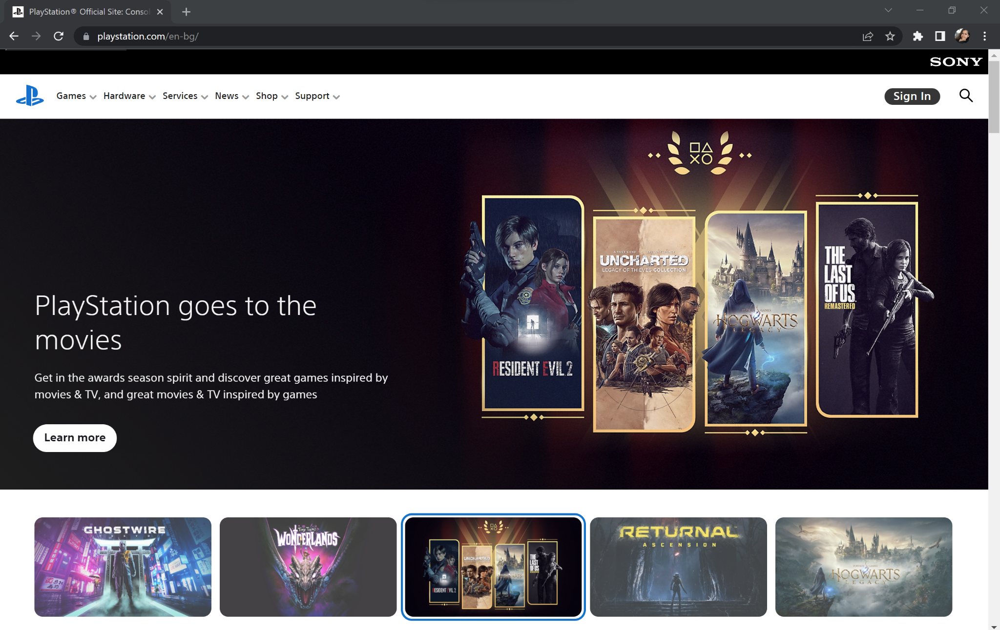 PlayStation® Official Site: Consol
playstation.com/en-bg/
SONY
Games Hardware Services News Shop Support Sign In
RESIDENT EVIL 2
A THIEF'S END THE LOST LEGACY
UNCHARTED
LEGACY OF THIEVES COLLECTION
HOGWARTS
LEGACY
THE
LAST
OF US
REMASTERED
PlayStation goes to the
movies
Get in the awards season spirit and discover great games inspired by
movies & TV, and great movies & TV inspired by games
Learn more
GHOSTWIRE
TOKYO
TINY TINA'S
WONDERLANDS
RESIDENT EVIL 2
UNCHARTED
HOGWARTS
THE
LAST
OF US
RETURNAL™
ASCENSION
PORTKEY GAMES
HOGWARTS
LEGACY